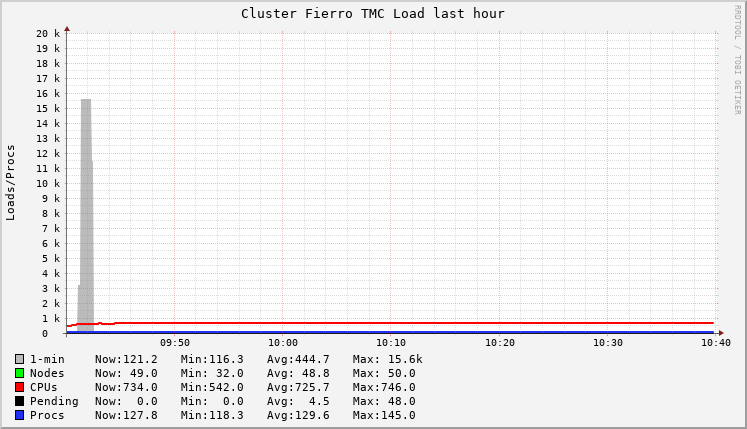 Cluster Fierro TMC Load last hour
RRDTOOL / TOBI OETIKER
Loads/Procs
20 k
19 k
18 k
17 k
16 k
15 k
14 k
13 k
12 k
11 k
10 k
9 k
8 k
7 k
6 k
5 k
4 k
3 k
2 k
1 k
0
09:50 10:00 10:10 10:20 10:30 10:40
1-min Now:121.2 Min:116.3 Avg:444.7 Max: 15.6k
Nodes Now: 49.0 Min: 32.0 Avg: 48.8 Max: 50.0
CPUs Now:734.0 Min:542.0 Avg:725.7 Max:746.0
Pending Now: 0.0 Min: 0.0 Avg: 4.5 Max: 48.0
Procs Now:127.8 Min:118.3 Avg:129.6 Max:145.0